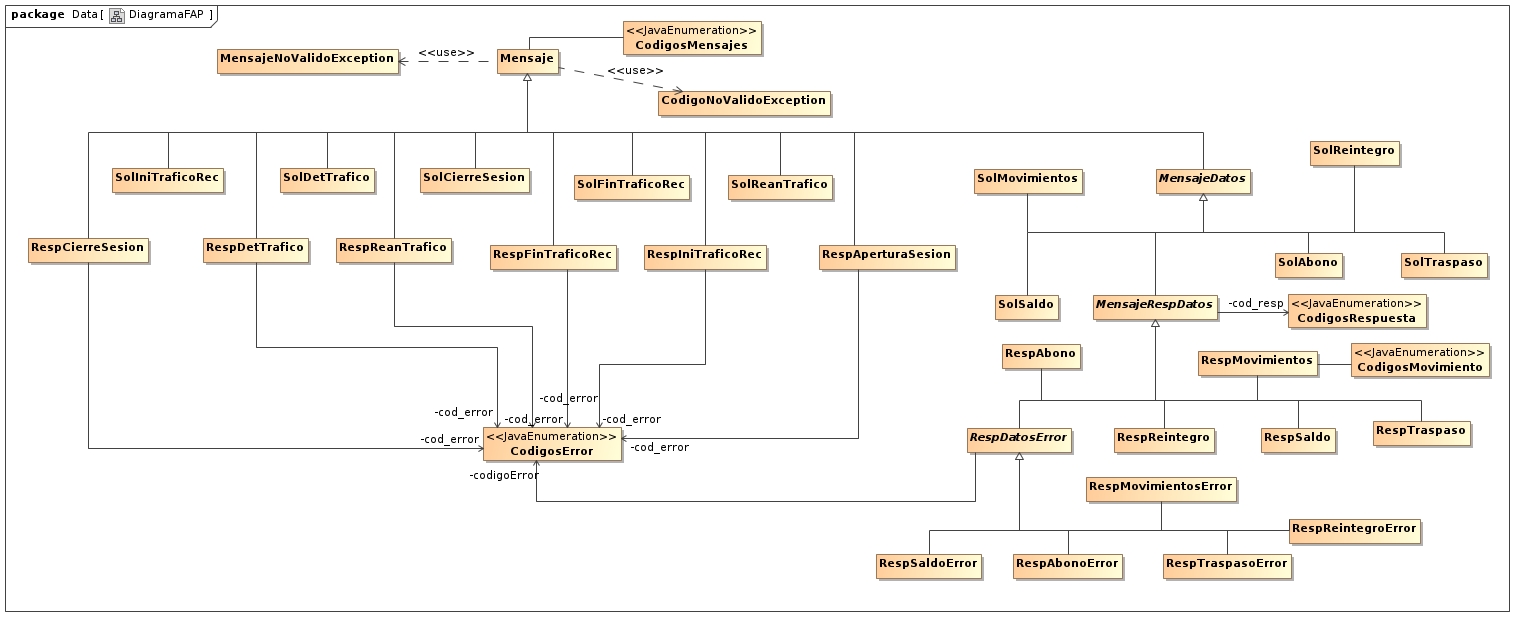 package Data [ DiagramaFAP ]
<<JavaEnumeration>>
CodigosMensajes
MensajeNoValidoException
<<use>>
Mensaje
<<use>>
CodigoNoValidoException
SolReintegro
SolIniTraficoRec
SolDetTrafico
SolCierreSesion
SolFinTraficoRec
SolReanTrafico
SolMovimientos
MensajeDatos
RespCierreSesion
RespDetTrafico
RespReanTrafico
RespFinTraficoRec
RespIniTraficoRec
RespAperturaSesion
SolAbono
SolTraspaso
SolSaldo
MensajeRespDatos
-cod_resp
<<JavaEnumeration>>
CodigosRespuesta
RespAbono
RespMovimientos
<<JavaEnumeration>>
CodigosMovimiento
-cod_error
-cod_error
-cod_error
-cod_error
-cod_error
-cod_error
<<JavaEnumeration>>
CodigosError
-codigoError
RespDatosError
RespReintegro
RespSaldo
RespTraspaso
RespMovimientosError
RespReintegroError
RespSaldoError
RespAbonoError
RespTraspasoError